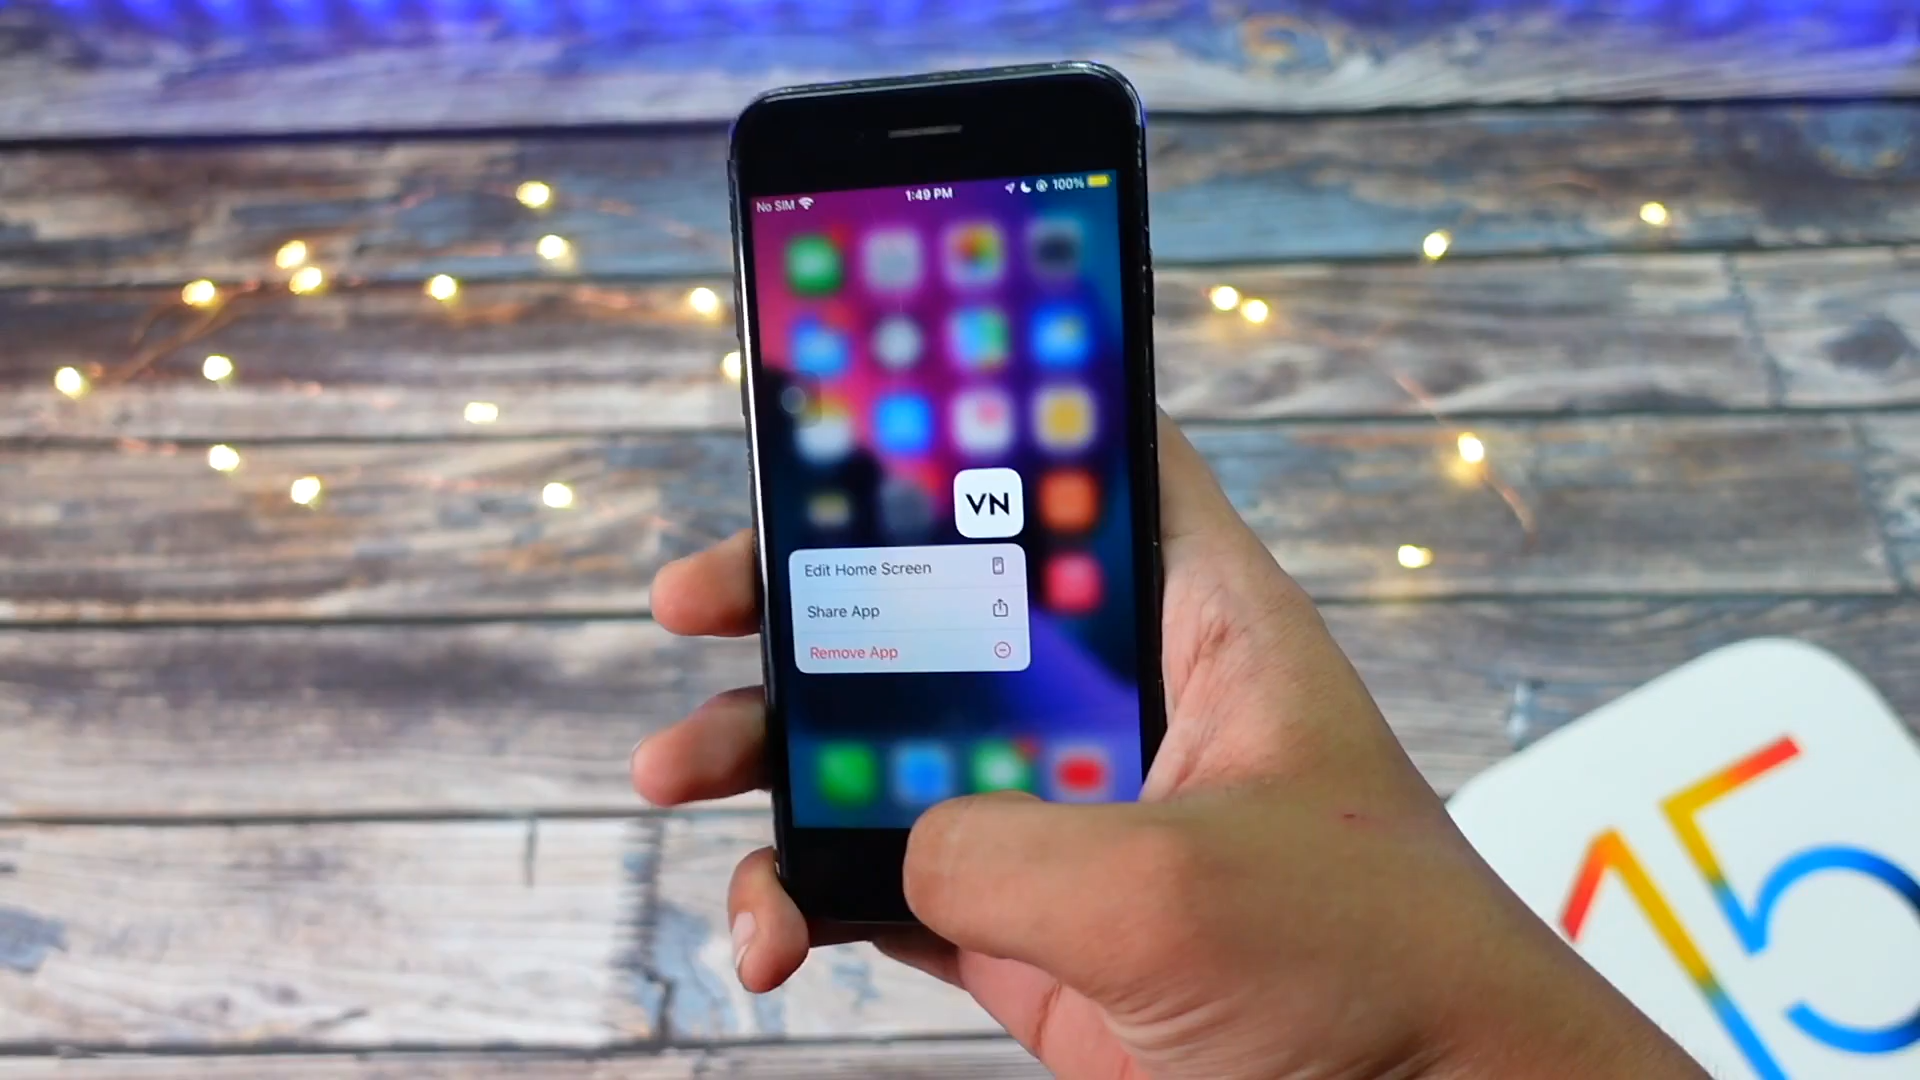 No SIM 1:49 PM 100%
VN
Edit Home Screen
Share App
Remove App
15